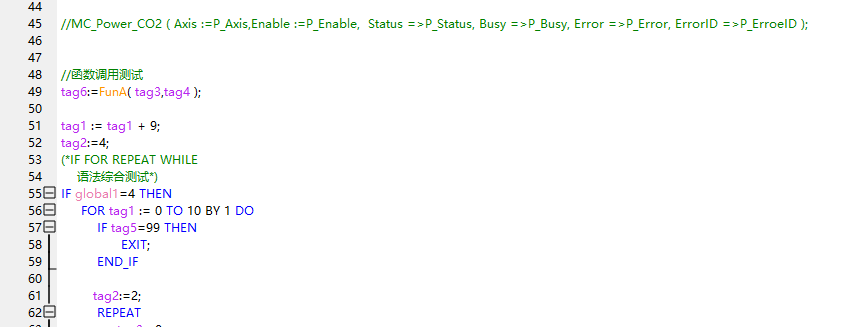 44
45 //MC_Power_CO2 ( Axis :=P_Axis,Enable :=P_Enable, Status =>P_Status, Busy =>P_Busy, Error =>P_Error, ErrorID =>P_ErroeID );
46
47
48 //函数调用测试
49 tag6:=FunA( tag3,tag4 );
50
51 tag1 := tag1 + 9;
52 tag2:=4;
53 (*IF FOR REPEAT WHILE
54 语法综合测试*)
55 IF global1=4 THEN
56 FOR tag1 := 0 TO 10 BY 1 DO
57 IF tag5=99 THEN
58 EXIT;
59 END_IF
60
61 tag2:=2;
62 REPEAT